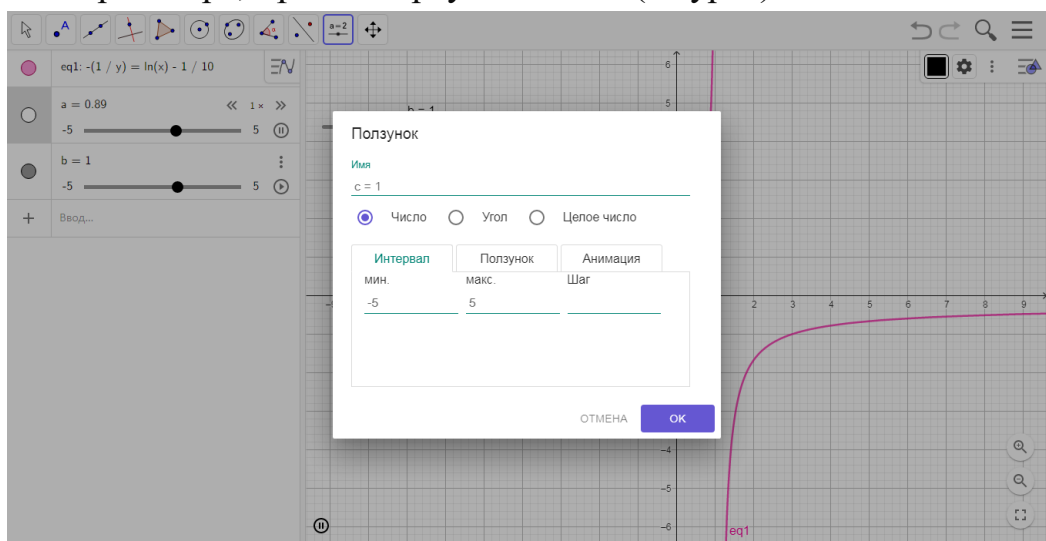 a=2
eq1: -(1 / y) = ln(x) - 1 / 10
a = 0.89
1 ×
-5
5
b = 1
-5
5
Ввод...
b = 1
Ползунок
Имя
c = 1
Число
Угол
Целое число
Интервал
Ползунок
Анимация
мин.
макс.
Шаг
-5
5
ОТМЕНА
OK
6
5
2 3 4 5 6 7 8 9
-4
-5
-6
eq1